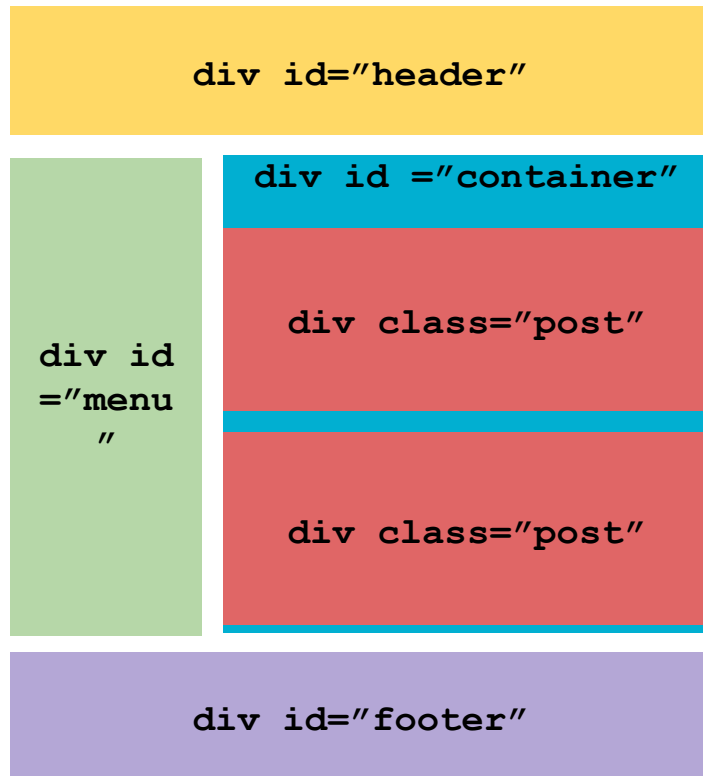 div id=”header”
div id =”container”
div class=”post”
div id
=”menu
”
div class=”post”
div id=”footer”